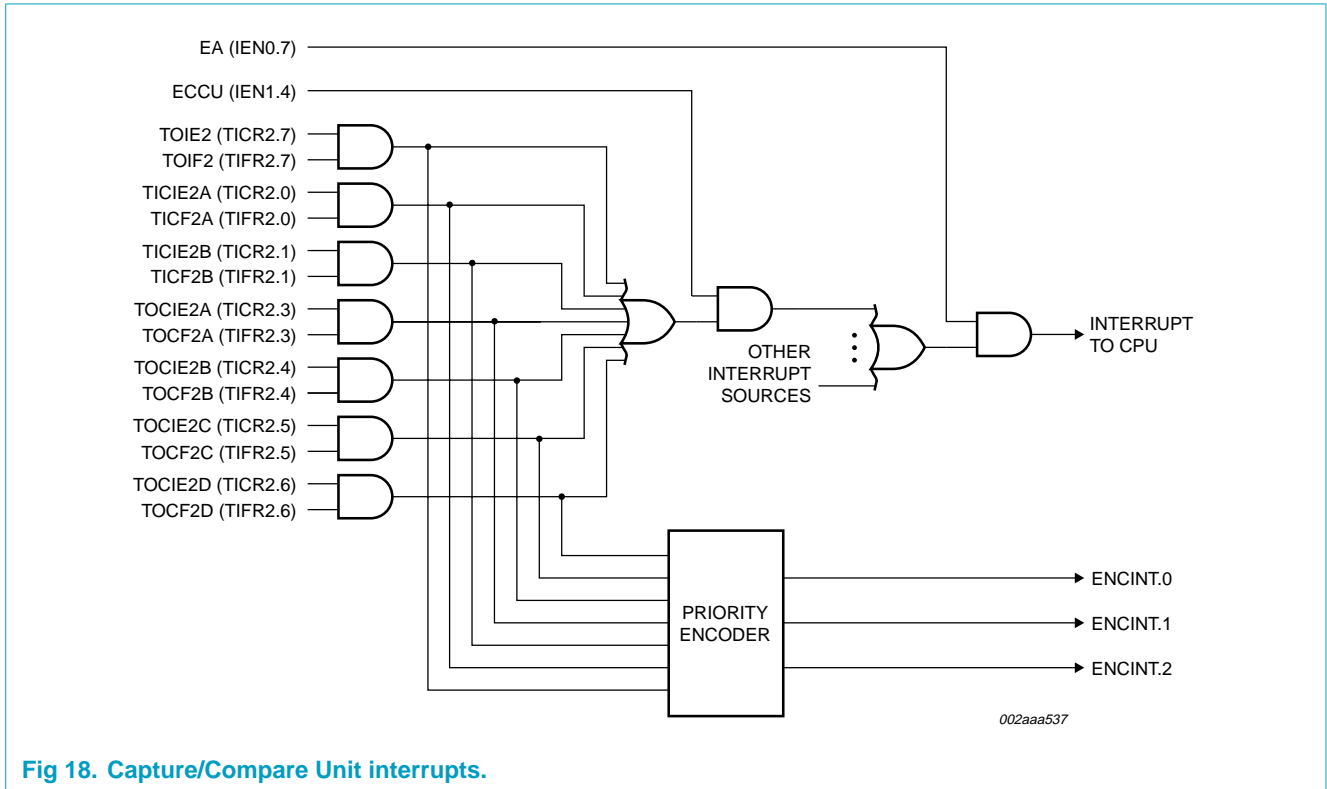 EA (IEN0.7)
ECCU (IEN1.4)
TOIE2 (TICR2.7)
TOIF2 (TIFR2.7)
TICIE2A (TICR2.0)
TICF2A (TIFR2.0)
TICIE2B (TICR2.1)
TICF2B (TIFR2.1)
TOCIE2A (TICR2.3)
TOCF2A (TIFR2.3)
TOCIE2B (TICR2.4)
TOCF2B (TIFR2.4)
TOCIE2C (TICR2.5)
TOCF2C (TIFR2.5)
TOCIE2D (TICR2.6)
TOCF2D (TIFR2.6)
OTHER
INTERRUPT
SOURCES
INTERRUPT
TO CPU
PRIORITY
ENCODER
ENCINT.0
ENCINT.1
ENCINT.2
002aaa537
Fig 18. Capture/Compare Unit interrupts.